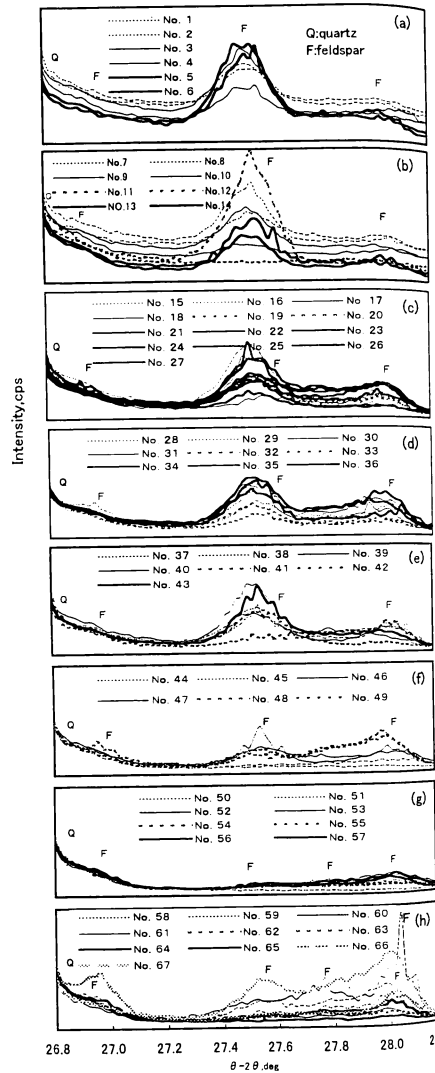 (a)
No. 1
Q:quartz
No. 2
F:feldspar
No. 3
No. 4
No. 5
No. 6
Q
F
F
F
(b)
No.7
No.8
No.9
No.10
No.11
No.12
NO.13
No.14
Q
F
F
F
(c)
No. 15
No. 16
No. 17
No. 18
No. 19
No. 20
No. 21
No. 22
No. 23
No. 24
No. 25
No. 26
No. 27
Q
F
F
F
(d)
No. 28
No. 29
No. 30
No. 31
No. 32
No. 33
No. 34
No. 35
No. 36
Q
F
F
F
(e)
No. 37
No. 38
No. 39
No. 40
No. 41
No. 42
No. 43
Q
F
F
F
(f)
No. 44
No. 45
No. 46
No. 47
No. 48
No. 49
Q
F
F
F
(g)
No. 50
No. 51
No. 52
No. 53
No. 54
No. 55
No. 56
No. 57
Q
F
F
F
F
(h)
No. 58
No. 59
No. 60
No. 61
No. 62
No. 63
No. 64
No. 65
No. 66
No. 67
Q
F
F
F
F
F
Intensity,cps
26.8 27.0 27.2 27.4 27.6 27.8 28.0 2
θ-2θ,deg